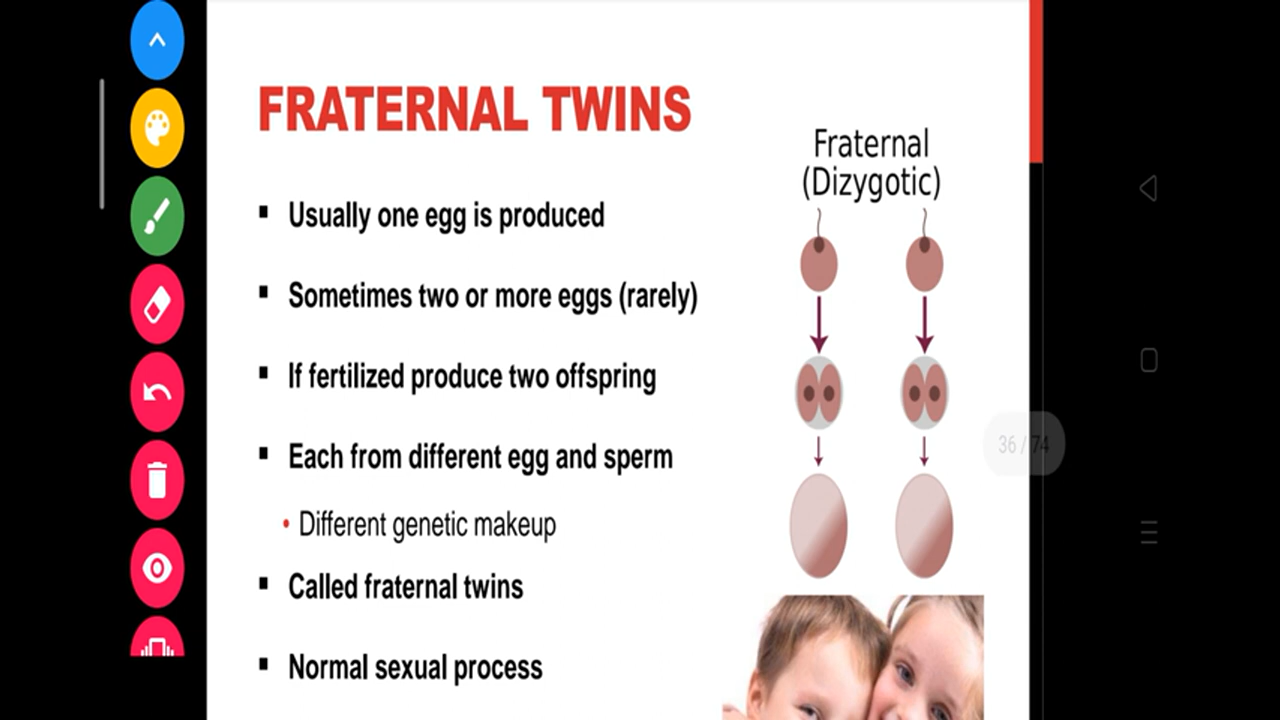 FRATERNAL TWINS
Fraternal
(Dizygotic)
Usually one egg is produced
Sometimes two or more eggs (rarely)
If fertilized produce two offspring
Each from different egg and sperm
Different genetic makeup
Called fraternal twins
Normal sexual process
36 / 74